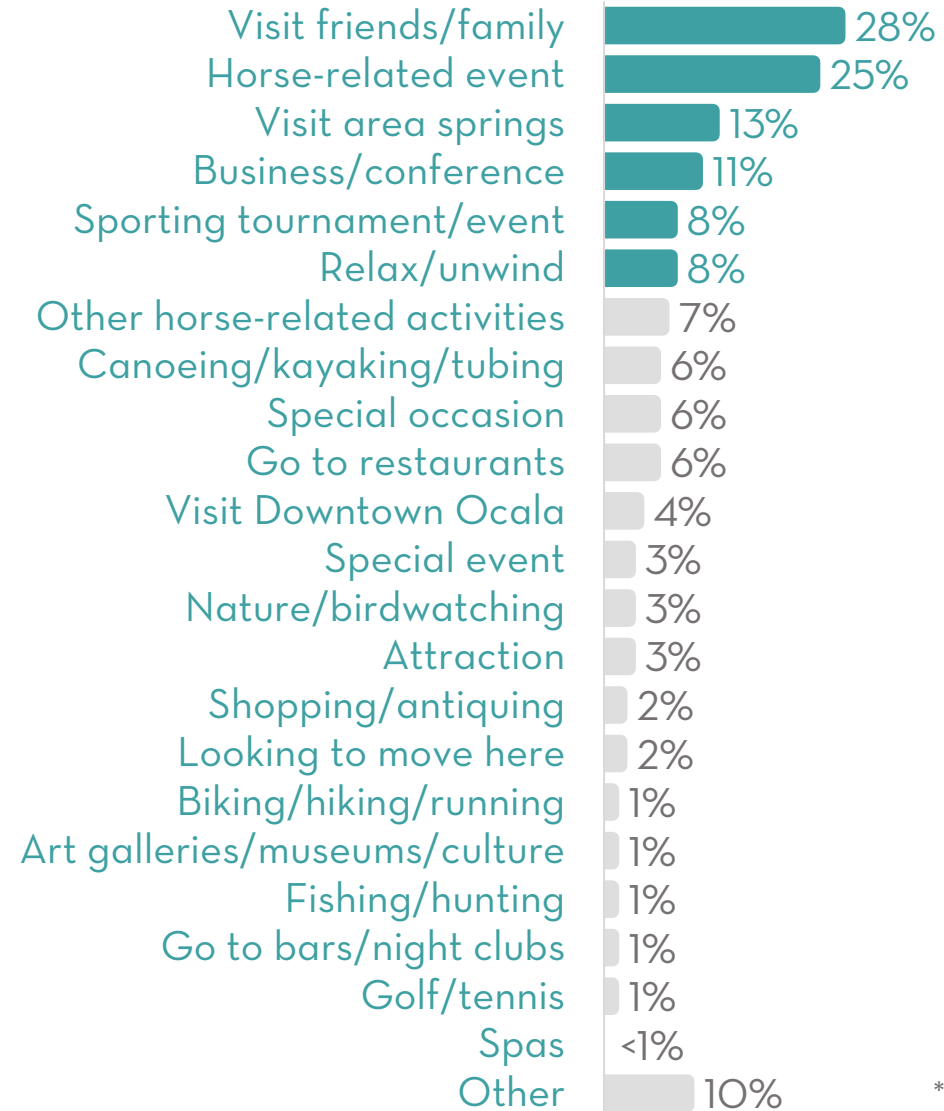 Visit friends/family 28%
Horse-related event 25%
Visit area springs 13%
Business/conference 11%
Sporting tournament/event 8%
Relax/unwind 8%
Other horse-related activities 7%
Canoeing/kayaking/tubing 6%
Special occasion 6%
Go to restaurants 6%
Visit Downtown Ocala 4%
Special event 3%
Nature/birdwatching 3%
Attraction 3%
Shopping/antiquing 2%
Looking to move here 2%
Biking/hiking/running 1%
Art galleries/museums/culture 1%
Fishing/hunting 1%
Go to bars/night clubs 1%
Golf/tennis 1%
Spas <1%
Other 10% *